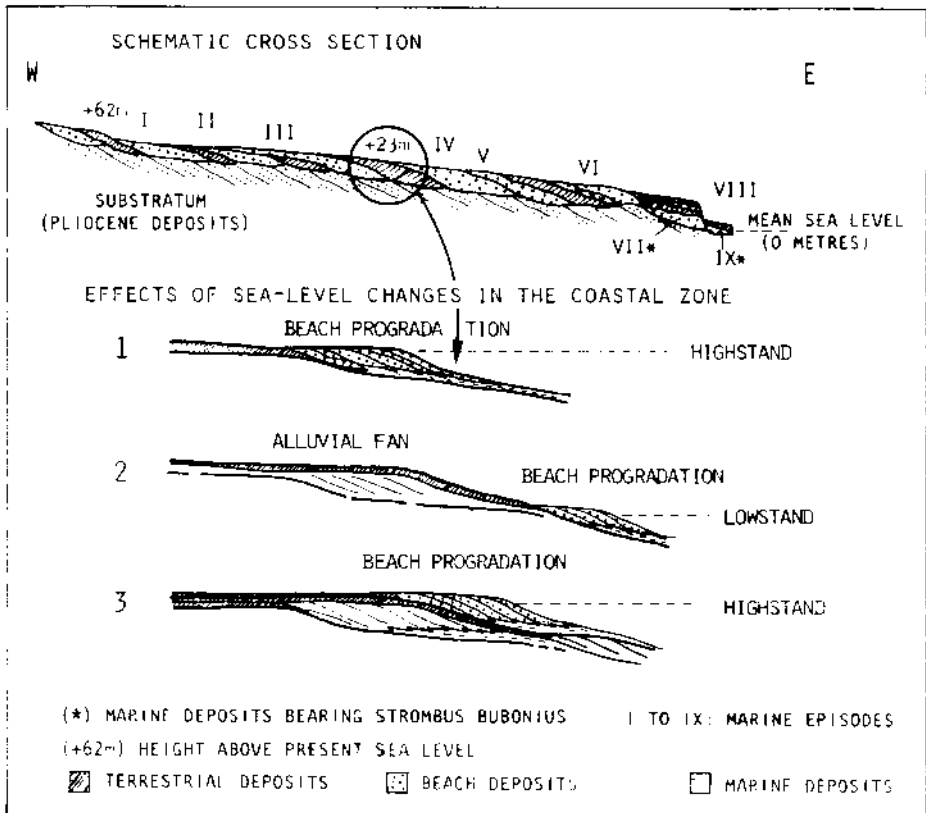 SCHEMATIC CROSS SECTION
W
E
+62m
I
II
III
+23m
IV
V
VI
VIII
SUBSTRATUM
(PLIOCENE DEPOSITS)
MEAN SEA LEVEL
(0 METRES)
VII*
IX*
EFFECTS OF SEA-LEVEL CHANGES IN THE COASTAL ZONE
BEACH PROGRADATION
1
HIGHSTAND
ALLUVIAL FAN
2
BEACH PROGRADATION
LOWSTAND
BEACH PROGRADATION
3
HIGHSTAND
(*) MARINE DEPOSITS BEARING STROMBUS BUBONIUS
I TO IX: MARINE EPISODES
(+62m) HEIGHT ABOVE PRESENT SEA LEVEL
TERRESTRIAL DEPOSITS
BEACH DEPOSITS
MARINE DEPOSITS